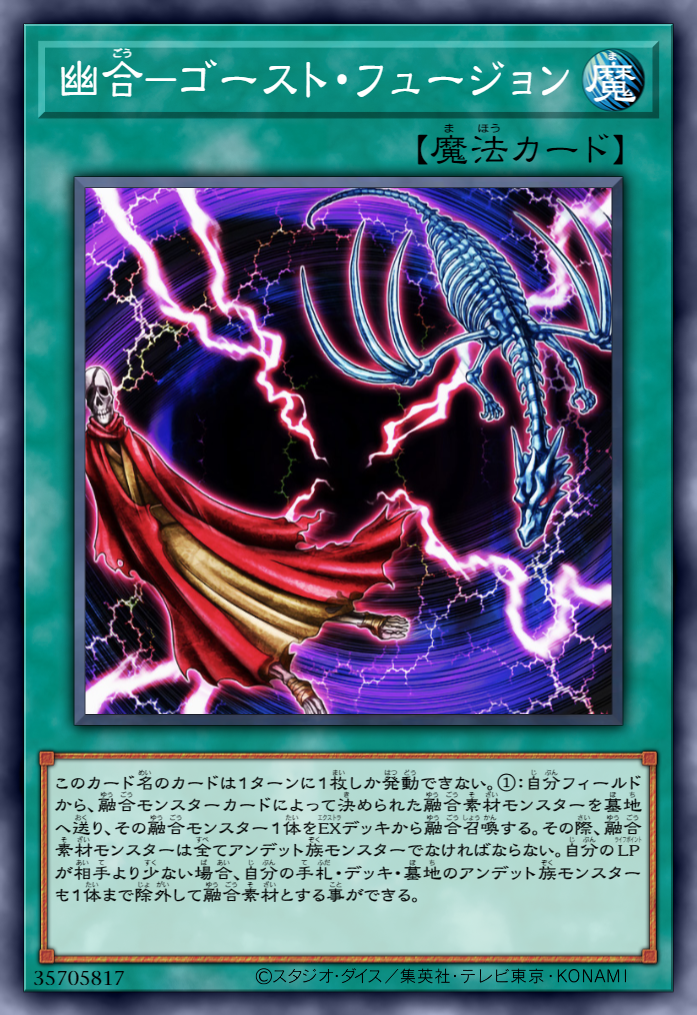 幽合－ゴースト・フュージョン 魔
【魔法カード】
このカード名のカードは1ターンに1枚しか発動できない。①：自分フィールド
から、融合モンスターカードによって決められた融合素材モンスターを墓地
へ送り、その融合モンスター1体をEXデッキから融合召喚する。その際、融合
素材モンスターは全てアンデット族モンスターでなければならない。自分のLP
が相手より少ない場合、自分の手札・デッキ・墓地のアンデット族モンスター
も1体まで除外して融合素材とする事ができる。
35705817 ©スタジオ・ダイス／集英社・テレビ東京・KONAMI